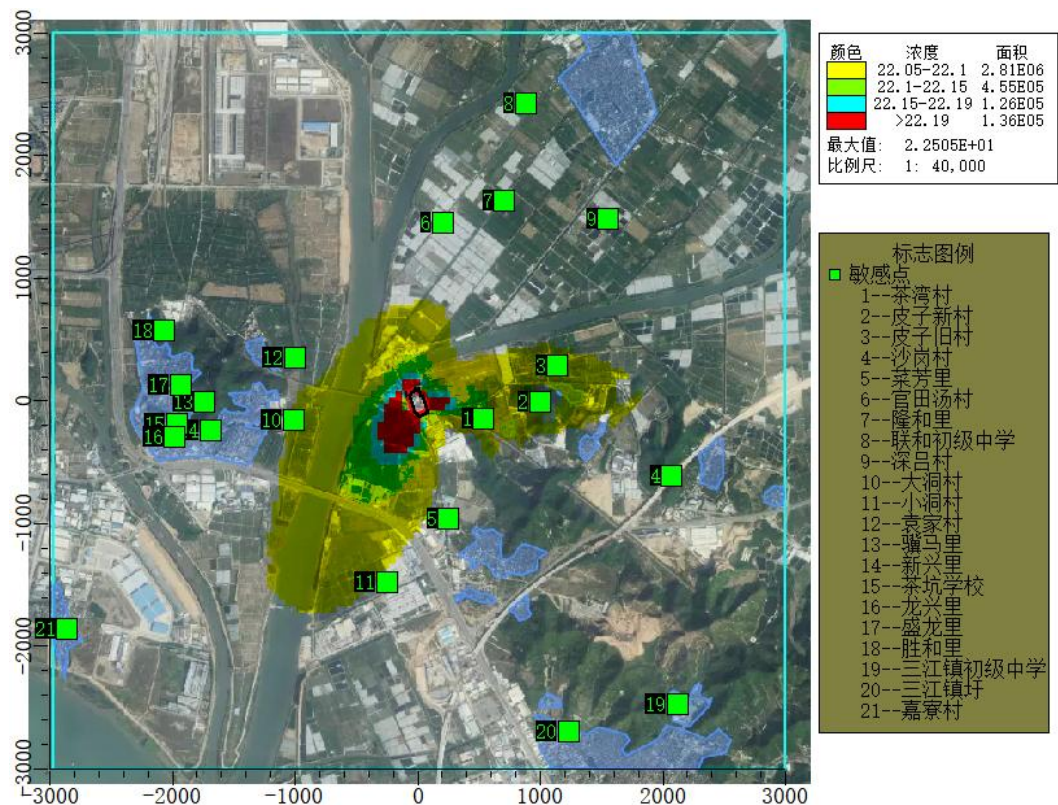 颜色 浓度 面积
22.05-22.1 2.81E06
22.1-22.15 4.55E05
22.15-22.19 1.26E05
>22.19 1.36E05
最大值: 2.2505E+01
比例尺: 1: 40,000
标志图例
敏感点
1--茶湾村
2--皮子新村
3--皮子旧村
4--沙岗村
5--菜芳里
6--官田汤村
7--隆和里
8--联和初级中学
9--深吕村
10--大洞村
11--小洞村
12--袁家村
13--骥马里
14--新兴里
15--茶坑学校
16--龙兴里
17--盛龙里
18--胜和里
19--三江镇初级中学
20--三江镇圩
21--嘉寮村
3000
2000
1000
0
-1000
-2000
-3000
-3000 -2000 -1000 0 1000 2000 3000
8
7
6
9
18
12
3
17
13
2
10
1
15
4
16
4
5
11
21
19
20